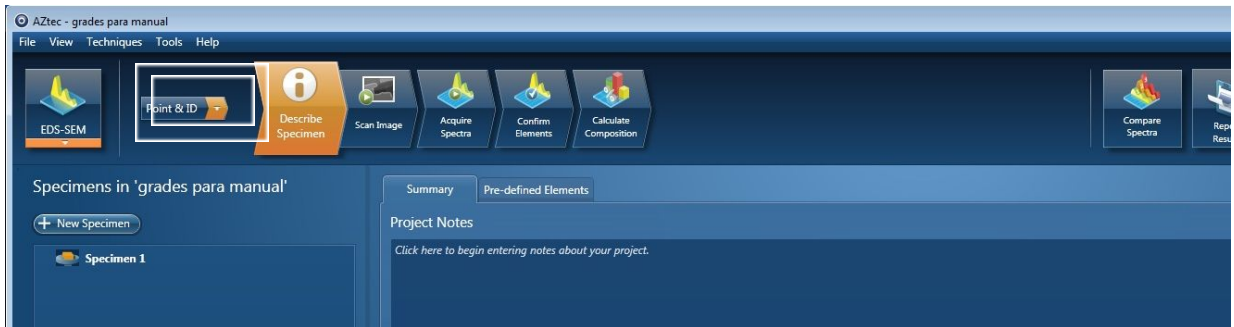 AZtec - grades para manual
File View Techniques Tools Help
EDS-SEM
Point & ID
Describe
Specimen
Scan Image
Acquire
Spectra
Confirm
Elements
Calculate
Composition
Compare
Spectra
Specimens in 'grades para manual'
+ New Specimen
Specimen 1
Summary
Pre-defined Elements
Project Notes
Click here to begin entering notes about your project.